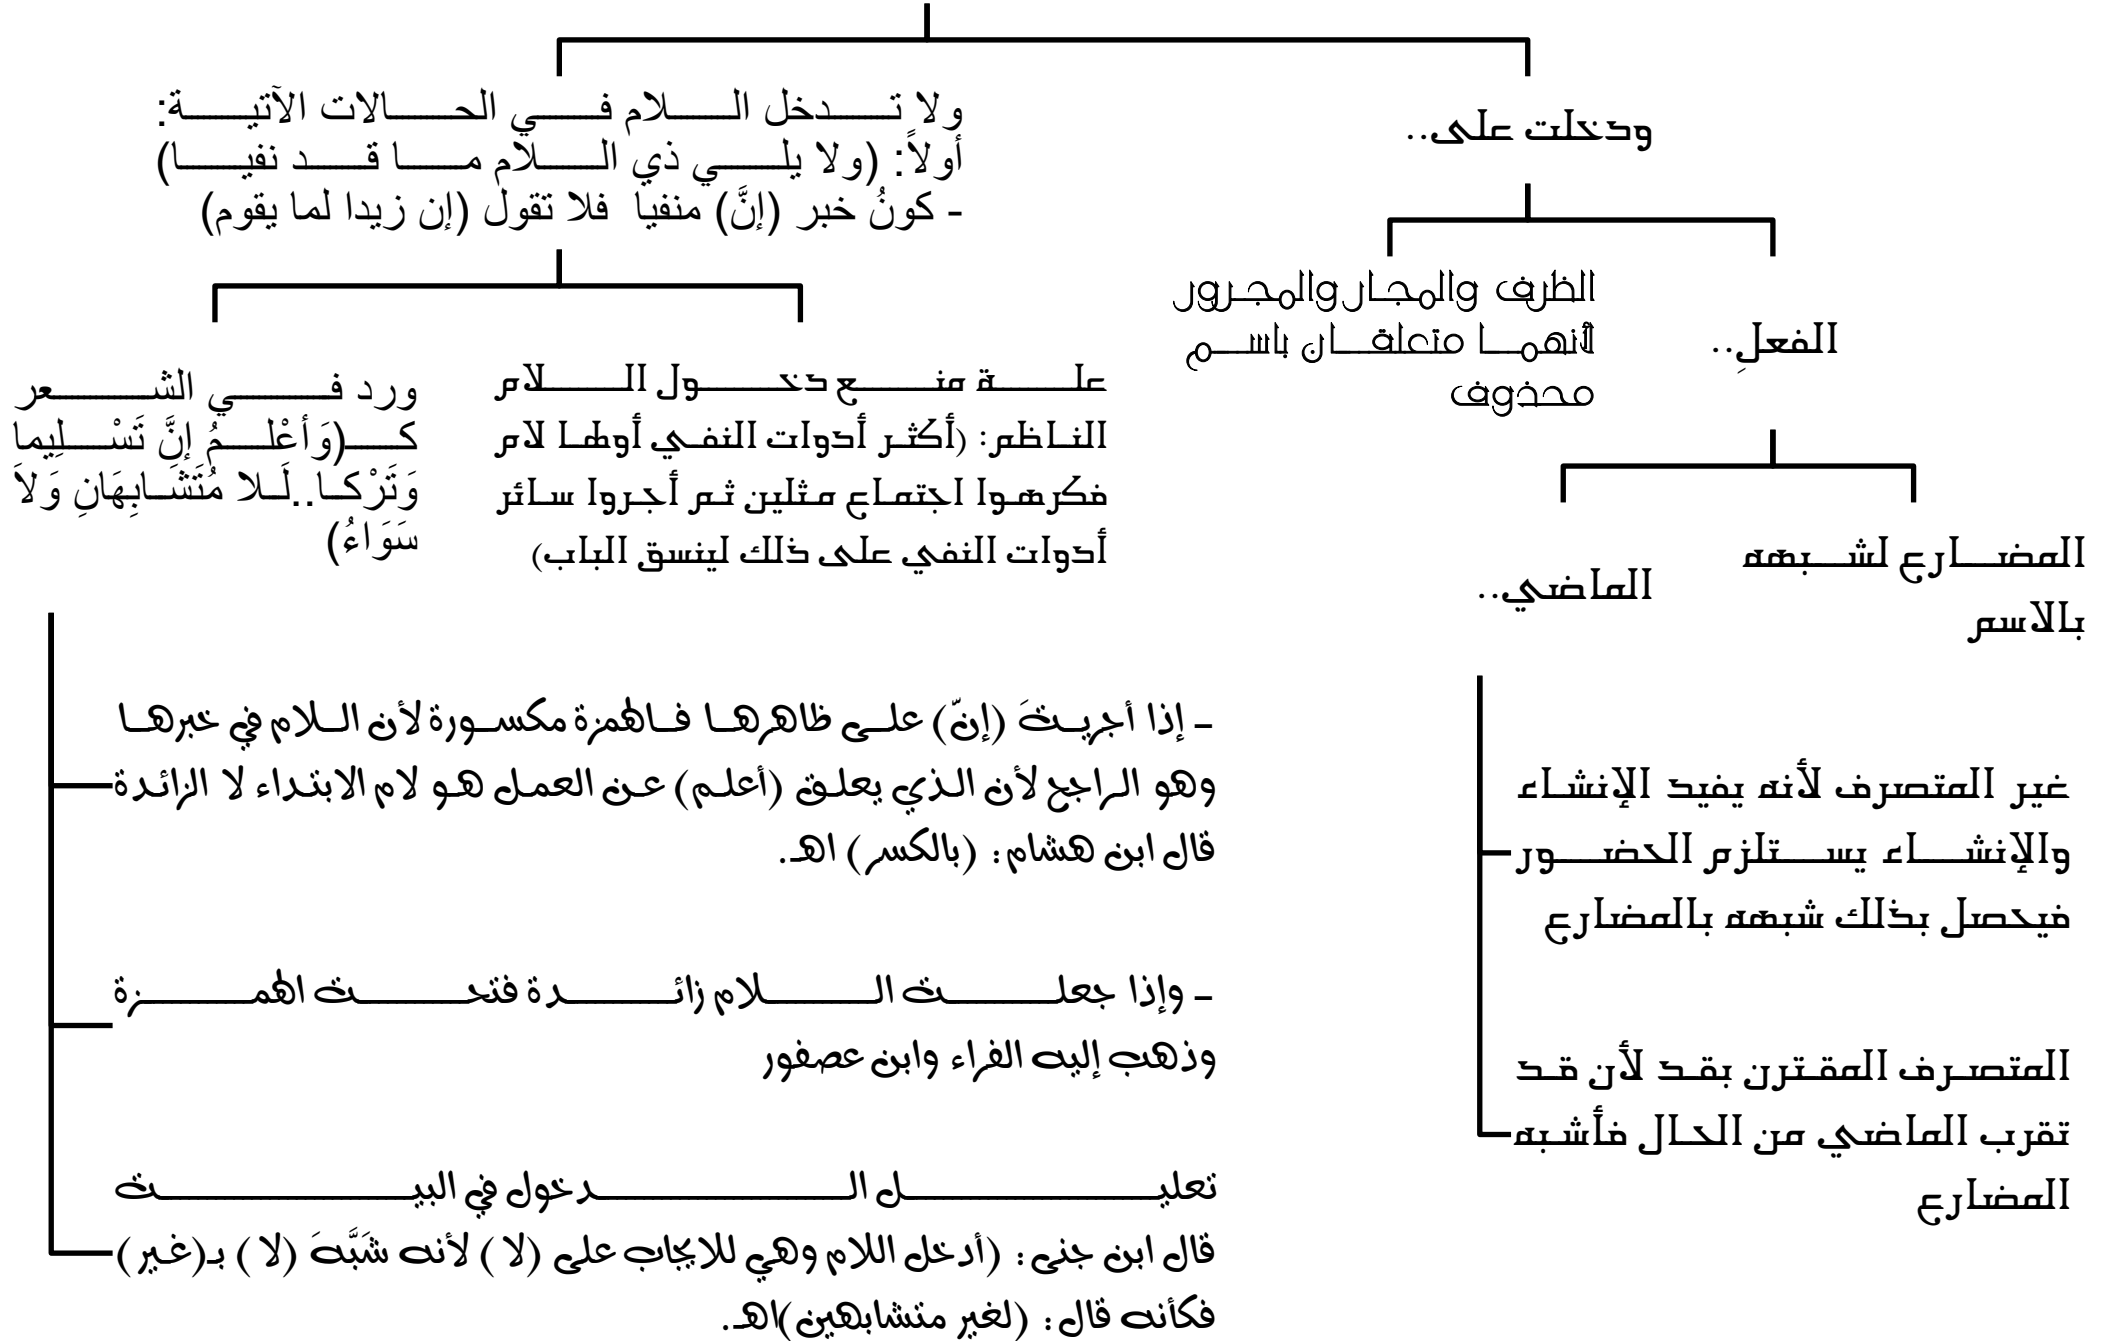 ودخلت على..
الفعلِ..
المضارع لشبهه
بالاسم
الماضي..
غير المتصرف لأنه يفيد الإنشاء
والإنشاء يستلزم الحضور
فيحصل بذلك شبهه بالمضارع
المتصرف المقترن بقد لأن قد
تقرب الماضي من الحال فأشبه
المضارع
الظرف والمجار والمجرور
لأنهما متعلقان باسم
محذوف
ولا تدخل اللام في الحالات الآتية:
أولاً: (ولا يلي ذي اللام ما قد نفيا)
- كونُ خبر (إنَّ) منفيا فلا تقول (إن زيدا لما يقوم)
علة منع دخول اللام
الناظم: (أكثر أدوات النفي أولها لام
فكرهوا اجتماع مثلين ثم أجروا سائر
أدوات النفي على ذلك لينسق الباب)
ورد في الشعر
كـ(وَأعْلمُ إنَّ تَسْلِيما
وَتَرْكا..لَلا مُتَشَابِهَانِ وَلاَ
سَوَاءُ)
- إذا أجريتَ (إنّ) على ظاهرها فالهمزة مكسورة لأن اللام في خبرها
وهو الراجح لأن الذي يعلق (أعلم) عن العمل هو لام الابتداء لا الزائدة
قال ابن هشام: (بالكسر) اهـ.
- وإذا جعلت اللام زائدة فتحت الهمزة
وذهب إليه الفراء وابن عصفور
تعليل الدخول في البيت
قال ابن جنى: (أدخل اللام وهي للايجاب على (لا) لأنه شَبَّهَ (لا) بـ(غير)
فكأنه قال: (لغير متشابهين)اهـ.